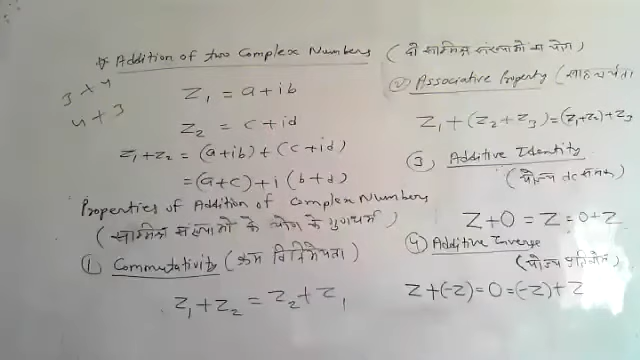 Addition of two Complex Numbers (दो सम्मिश्र संख्याओं का योग)
3+4
4+3
Z₁ = a+ib
Z₂ = c+id
Z₁+Z₂ = (a+ib)+(c+id)
=(a+c)+i(b+d)
Properties of Addition of Complex Numbers
(सम्मिश्र संख्याओं के योग के गुणधर्म)
① Commutativity (क्रम विनिमेयता)
Z₁+Z₂ = Z₂+Z₁
② Associative Property (साहचर्यता
Z₁+(Z₂+Z₃)=(Z₁+Z₂)+Z₃
③ Additive Identity
(योज्य तत्समक)
Z+0 = Z = 0+Z
④ Additive Inverse
(योज्य प्रतिलोम)
Z+(-Z)=0=(-Z)+Z